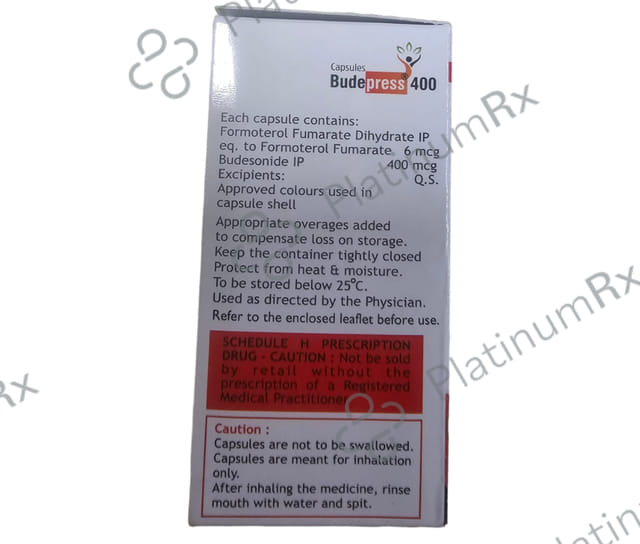 Capsules
Budepress® 400
Each capsule contains:
Formoterol Fumarate Dihydrate IP
eq. to Formoterol Fumarate 6 mcg
Budesonide IP 400 mcg
Excipients: Q.S.
Approved colours used in
capsule shell
Appropriate overages added
to compensate loss on storage.
Keep the container tightly closed
Protect from heat & moisture.
To be stored below 25°C.
Used as directed by the Physician.
Refer to the enclosed leaflet before use.
SCHEDULE H PRESCRIPTION
DRUG - CAUTION : Not be sold
by retail without the
prescription of a Registered
Medical Practitioner
Caution :
Capsules are not to be swallowed.
Capsules are meant for inhalation
only.
After inhaling the medicine, rinse
mouth with water and spit.
PlatinumRx
PlatinumRx